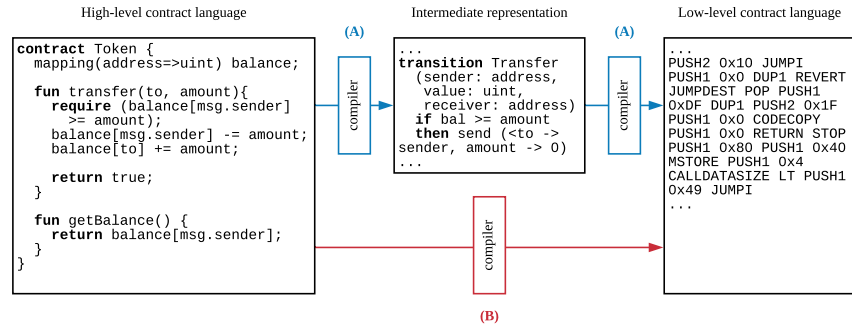 High-level contract language
contract Token {
mapping(address=>uint) balance;
fun transfer(to, amount){
require (balance[msg.sender]
>= amount);
balance[msg.sender] -= amount;
balance[to] += amount;
return true;
}
fun getBalance() {
return balance[msg.sender];
}
}
(A)
compiler
Intermediate representation
...
transition Transfer
(sender: address,
value: uint,
receiver: address)
if bal >= amount
then send (<to ->
sender, amount -> 0)
...
(A)
compiler
Low-level contract language
...
PUSH2 0x10 JUMPI
PUSH1 0x0 DUP1 REVERT
JUMPDEST POP PUSH1
0xDF DUP1 PUSH2 0x1F
PUSH1 0x0 CODECOPY
PUSH1 0x0 RETURN STOP
PUSH1 0x80 PUSH1 0x40
MSTORE PUSH1 0x4
CALLDATASIZE LT PUSH1
0x49 JUMPI
...
compiler
(B)